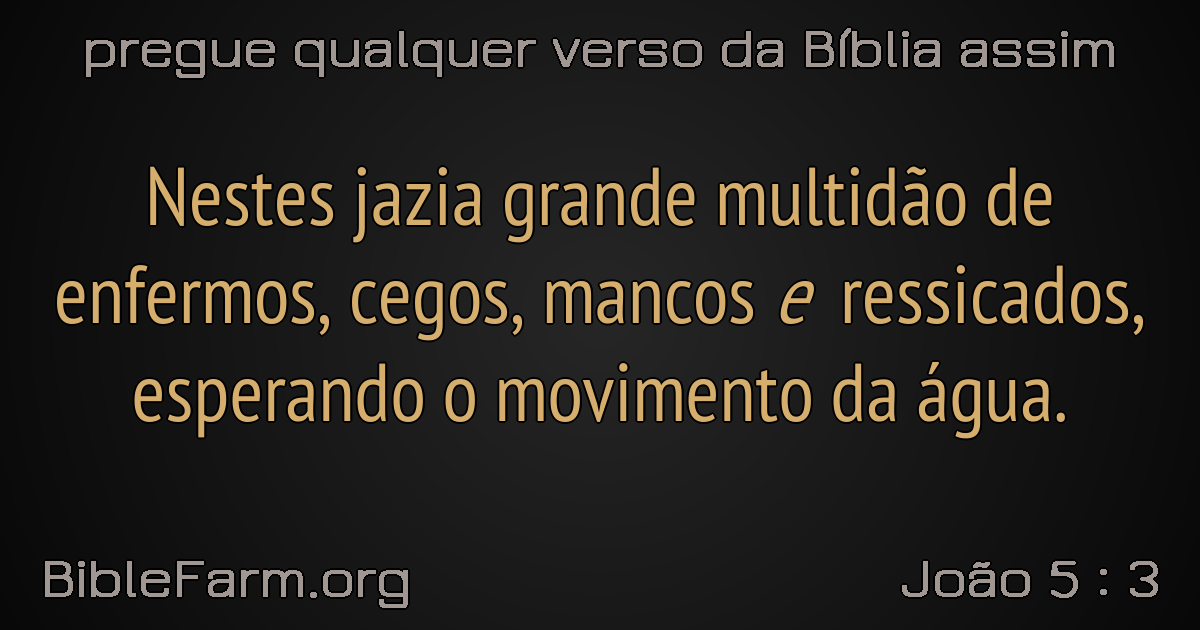 pregue qualquer verso da Bíblia assim
Nestes jazia grande multidão de
enfermos, cegos, mancos e ressicados,
esperando o movimento da água.
BibleFarm.org
João 5 : 3